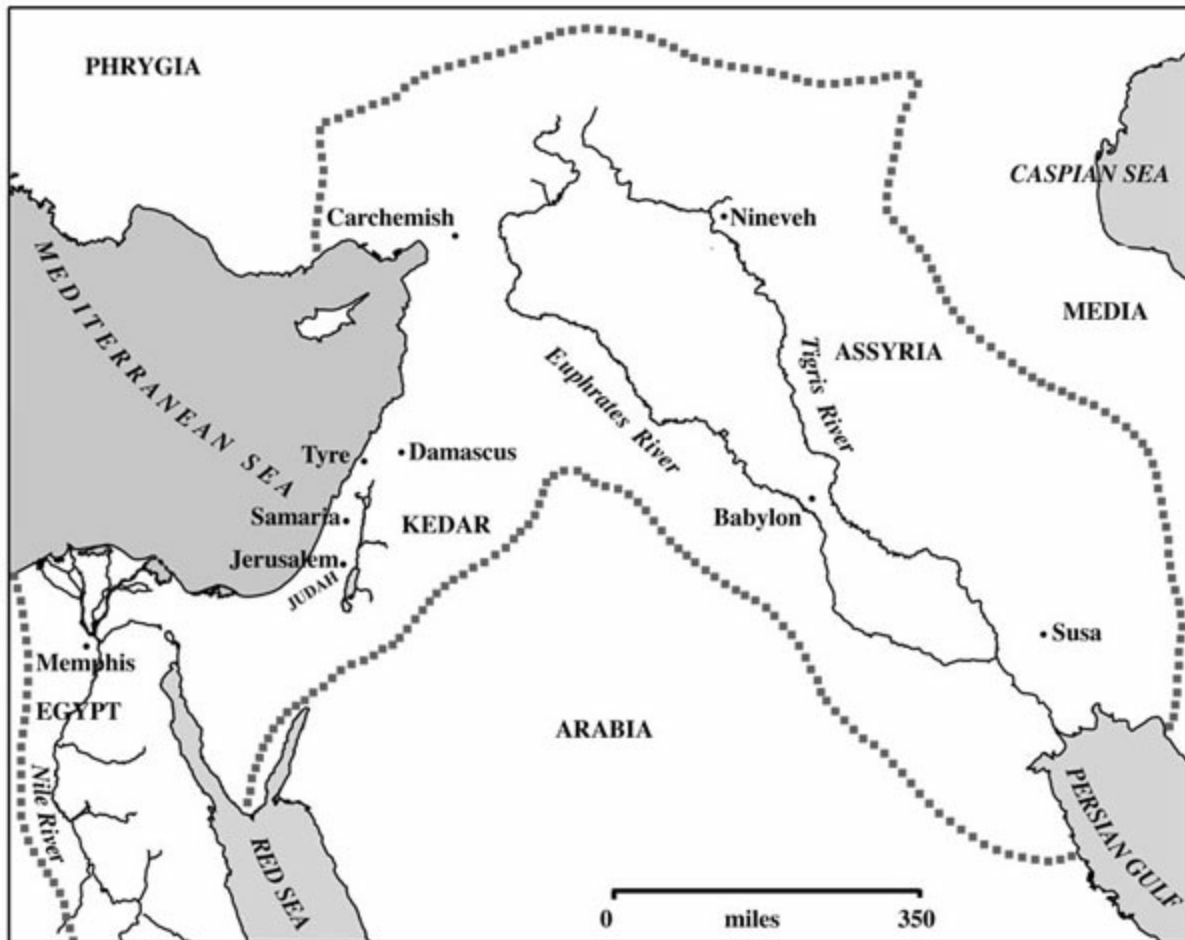 PHRYGIA
CASPIAN SEA
Carchemish
Nineveh
MEDITERRANEAN SEA
MEDIA
ASSYRIA
Tigris River
Euphrates River
Tyre
Damascus
Samaria
KEDAR
Babylon
Jerusalem
JUDAH
Susa
Memphis
EGYPT
ARABIA
Nile River
RED SEA
PERSIAN GULF
0 miles 350